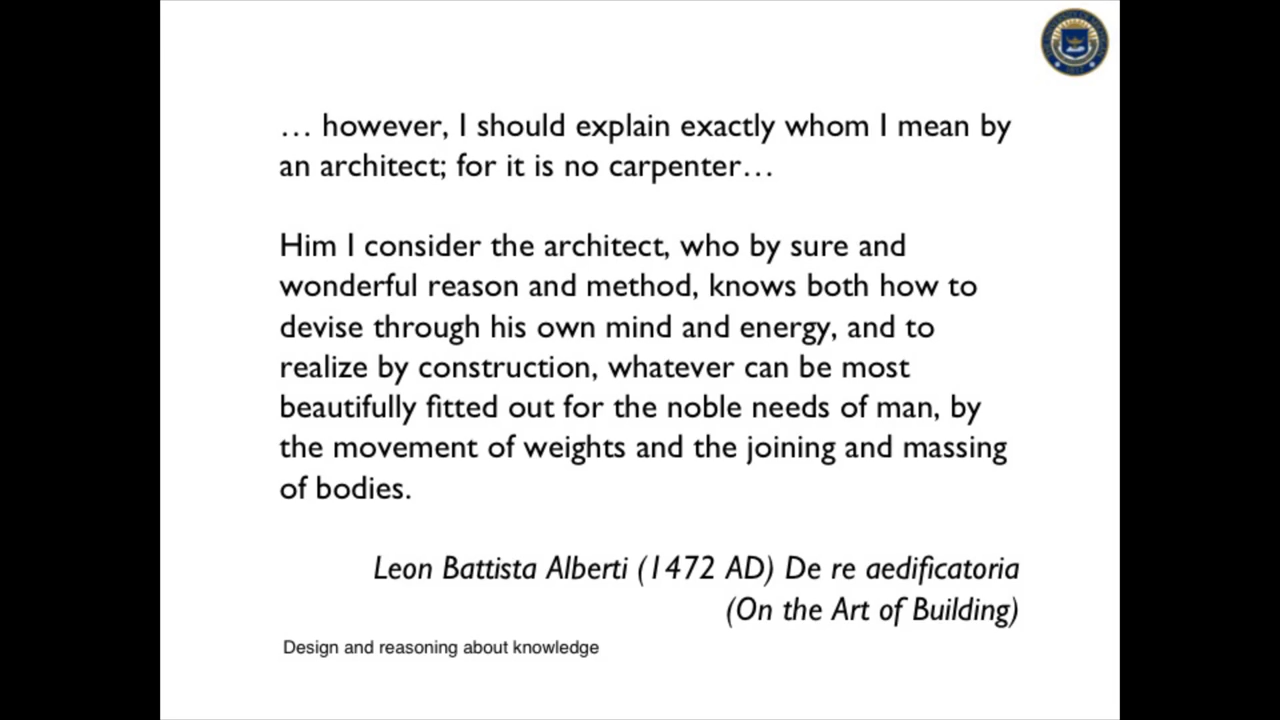 … however, I should explain exactly whom I mean by
an architect; for it is no carpenter…
Him I consider the architect, who by sure and
wonderful reason and method, knows both how to
devise through his own mind and energy, and to
realize by construction, whatever can be most
beautifully fitted out for the noble needs of man, by
the movement of weights and the joining and massing
of bodies.
Leon Battista Alberti (1472 AD) De re aedificatoria
(On the Art of Building)
Design and reasoning about knowledge